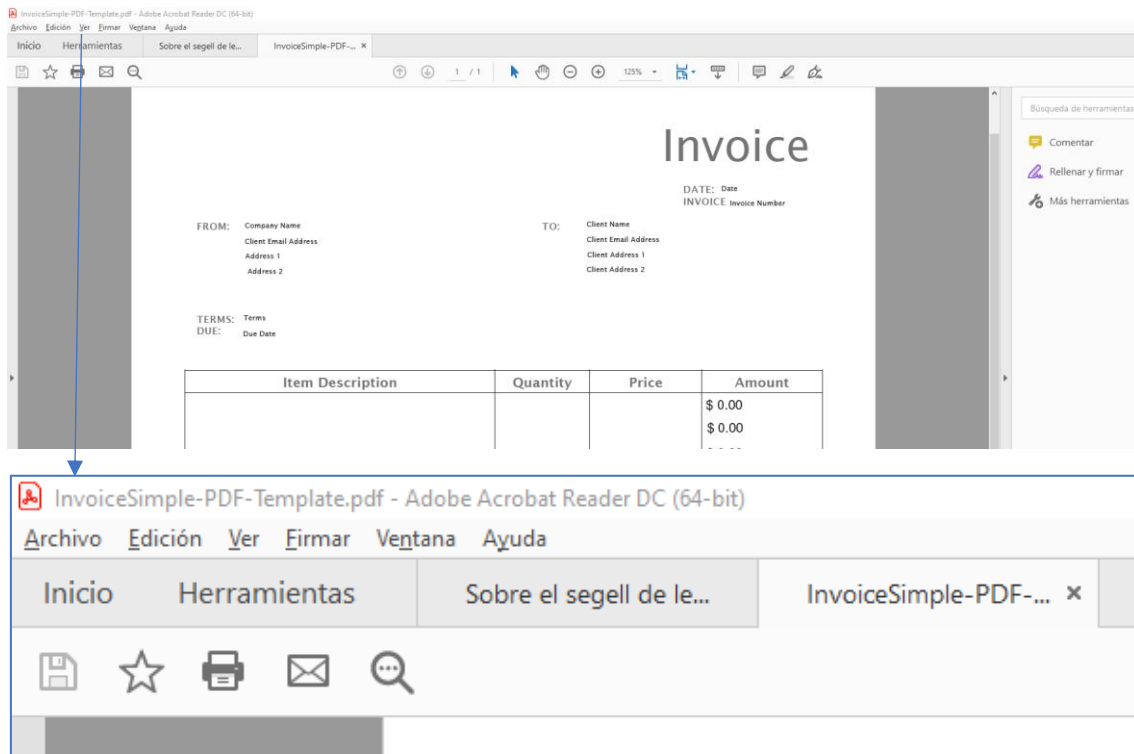 InvoiceSimple-PDF-Template.pdf - Adobe Acrobat Reader DC (64-bit)
Archivo Edición Ver Firmar Ventana Ayuda
Inicio Herramientas Sobre el segell de le... InvoiceSimple-PDF-... ×
1 / 1 125%
Búsqueda de herramientas
Comentar
Rellenar y firmar
Más herramientas
Invoice
DATE: Date
INVOICE Invoice Number
FROM: Company Name TO: Client Name
Client Email Address Client Email Address
Address 1 Client Address 1
Address 2 Client Address 2
TERMS: Terms
DUE: Due Date
Item Description Quantity Price Amount
$ 0.00
$ 0.00
InvoiceSimple-PDF-Template.pdf - Adobe Acrobat Reader DC (64-bit)
Archivo Edición Ver Firmar Ventana Ayuda
Inicio Herramientas Sobre el segell de le... InvoiceSimple-PDF-... ×